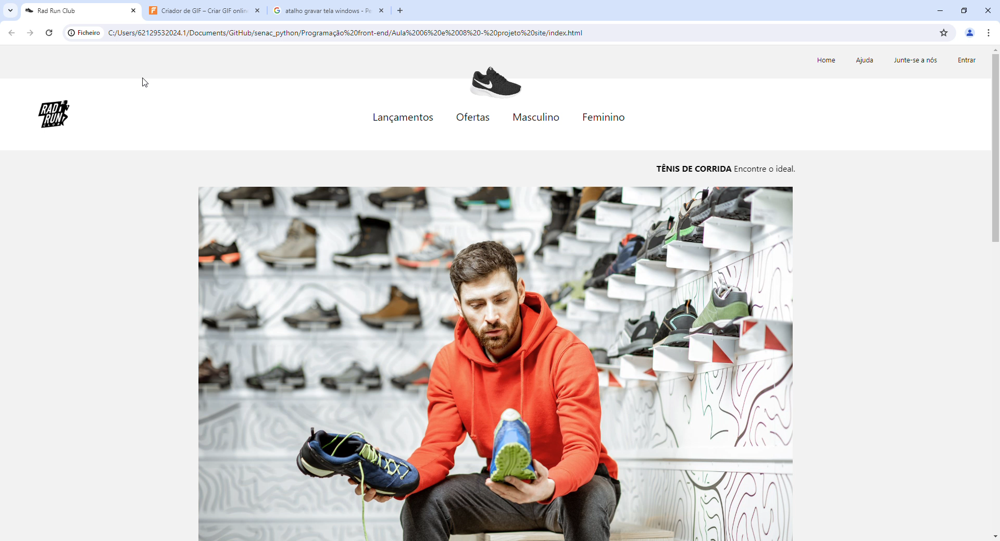 Rad Run Club
Criador de GIF – Criar GIF online
atalho gravar tela windows - Pe
Ficheiro
C:/Users/62129532024.1/Documents/GitHub/senac_python/Programação%20front-end/Aula%2006%20e%2008%20-%20projeto%20site/index.html
Home Ajuda Junte-se a nós Entrar
RAD RUN CLUB
Lançamentos Ofertas Masculino Feminino
TÊNIS DE CORRIDA Encontre o ideal.